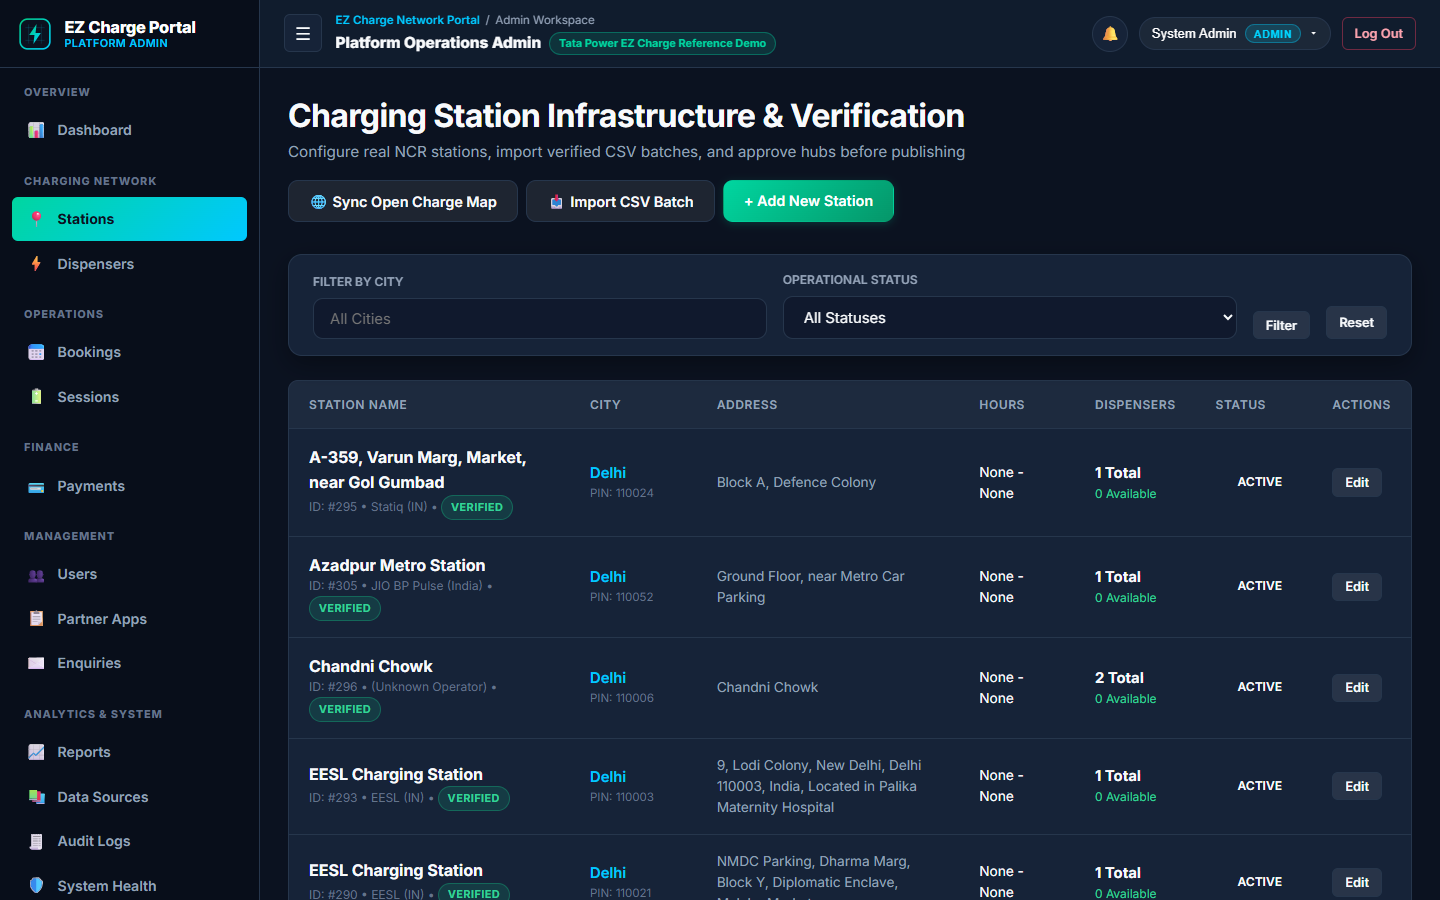 EZ Charge Portal
PLATFORM ADMIN
OVERVIEW
Dashboard
CHARGING NETWORK
Stations
Dispensers
OPERATIONS
Bookings
Sessions
FINANCE
Payments
MANAGEMENT
Users
Partner Apps
Enquiries
ANALYTICS & SYSTEM
Reports
Data Sources
Audit Logs
System Health
EZ Charge Network Portal / Admin Workspace
Platform Operations Admin Tata Power EZ Charge Reference Demo
System Admin ADMIN
Log Out
Charging Station Infrastructure & Verification
Configure real NCR stations, import verified CSV batches, and approve hubs before publishing
Sync Open Charge Map
Import CSV Batch
+ Add New Station
FILTER BY CITY
All Cities
OPERATIONAL STATUS
All Statuses
Filter
Reset
STATION NAME CITY ADDRESS HOURS DISPENSERS STATUS ACTIONS
A-359, Varun Marg, Market,
near Gol Gumbad
ID: #295 • Statiq (IN) • VERIFIED
Delhi
PIN: 110024
Block A, Defence Colony
None -
None
1 Total
0 Available
ACTIVE
Edit
Azadpur Metro Station
ID: #305 • JIO BP Pulse (India) •
VERIFIED
Delhi
PIN: 110052
Ground Floor, near Metro Car
Parking
None -
None
1 Total
0 Available
ACTIVE
Edit
Chandni Chowk
ID: #296 • (Unknown Operator) •
VERIFIED
Delhi
PIN: 110006
Chandni Chowk
None -
None
2 Total
0 Available
ACTIVE
Edit
EESL Charging Station
ID: #293 • EESL (IN) • VERIFIED
Delhi
PIN: 110003
9, Lodi Colony, New Delhi, Delhi
110003, India, Located in Palika
Maternity Hospital
None -
None
1 Total
0 Available
ACTIVE
Edit
EESL Charging Station
ID: #290 • EESL (IN) • VERIFIED
Delhi
PIN: 110021
NMDC Parking, Dharma Marg,
Block Y, Diplomatic Enclave,
None -
None
1 Total
0 Available
ACTIVE
Edit